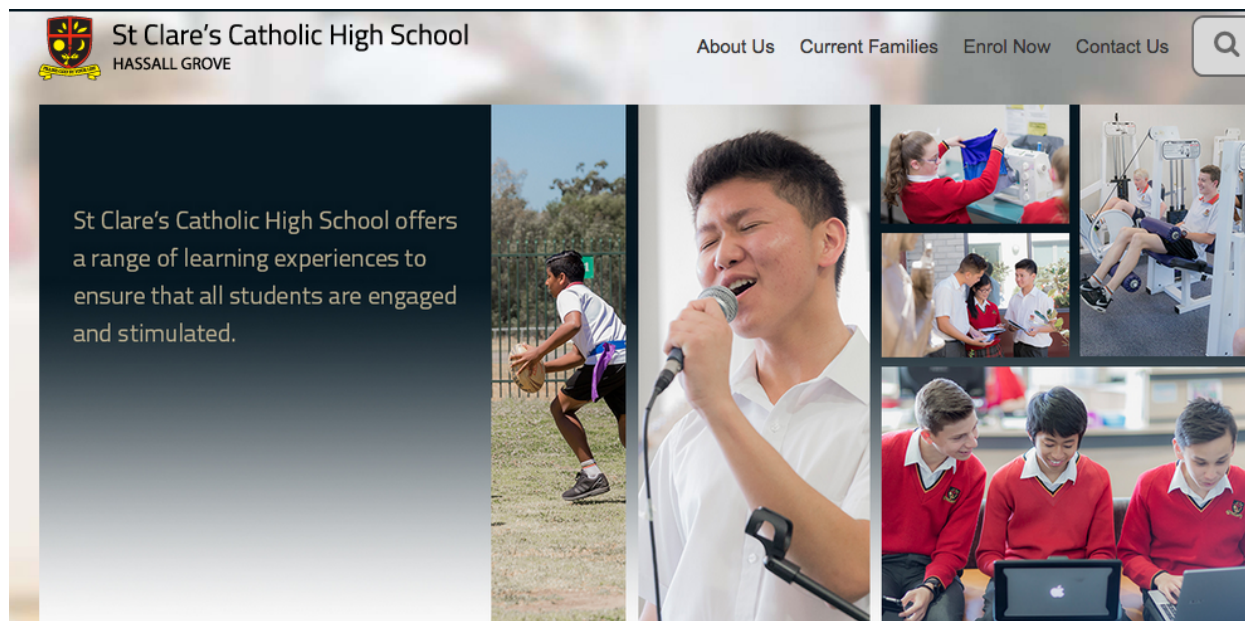 St Clare's Catholic High School
HASSALL GROVE
About Us Current Families Enrol Now Contact Us
St Clare's Catholic High School offers
a range of learning experiences to
ensure that all students are engaged
and stimulated.